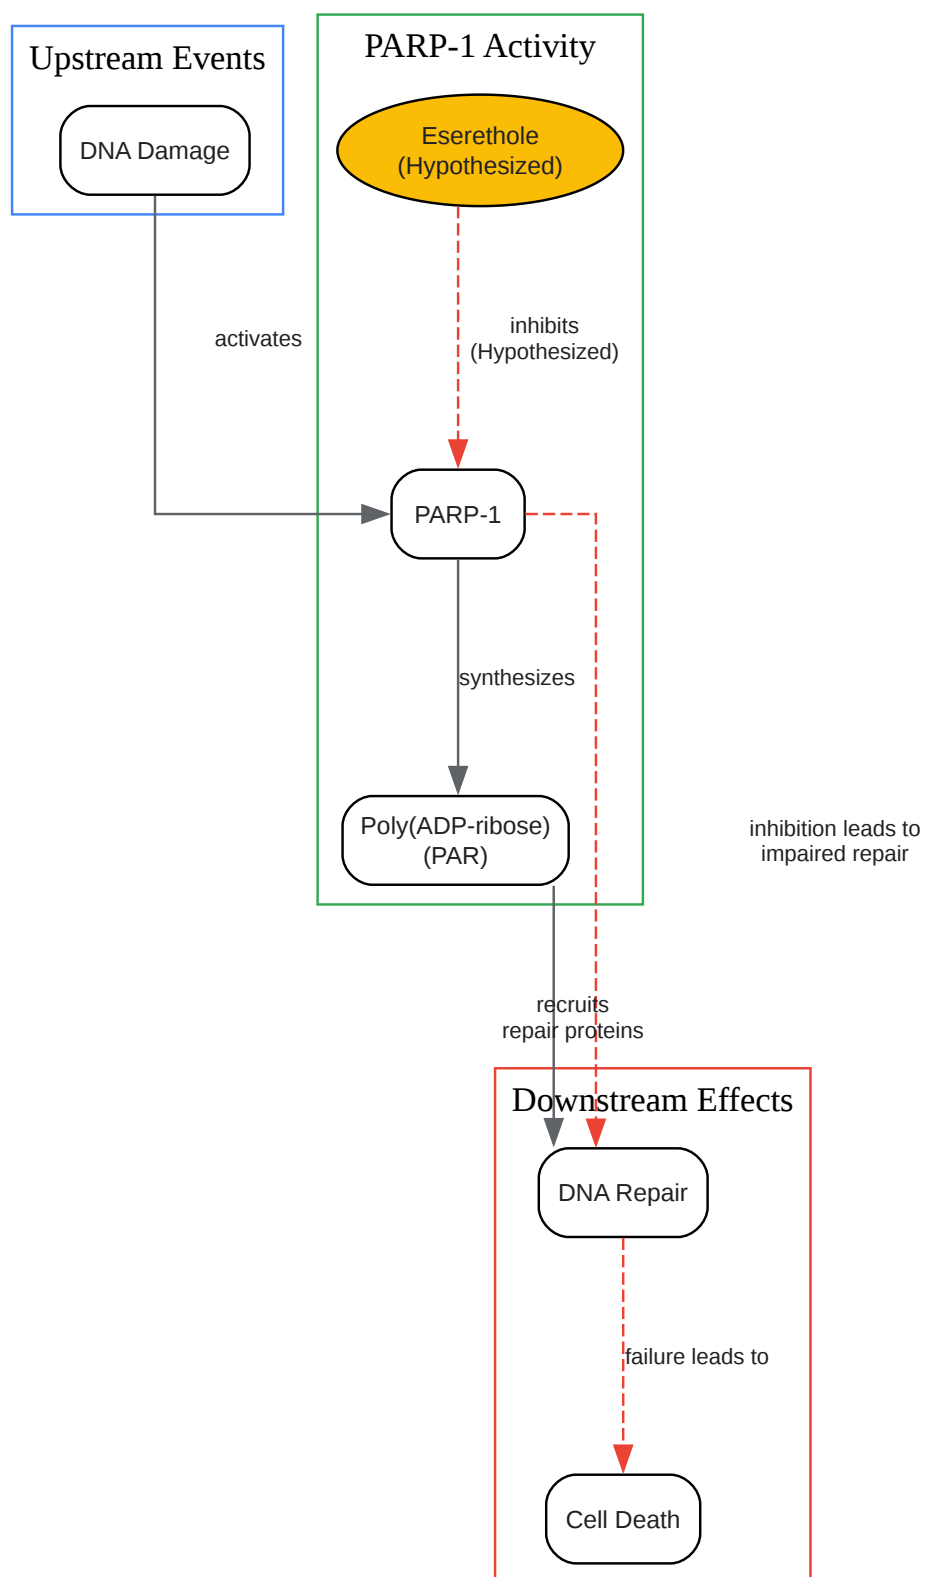 Upstream Events
PARP-1 Activity
DNA Damage
Eserethole
(Hypothesized)
activates
inhibits
(Hypothesized)
PARP-1
synthesizes
Poly(ADP-ribose)
(PAR)
inhibition leads to
impaired repair
recruits
repair proteins
Downstream Effects
DNA Repair
failure leads to
Cell Death